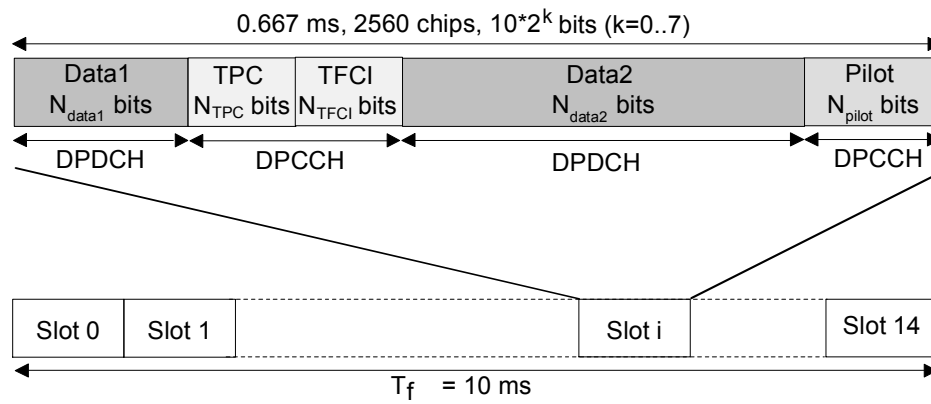 0.667 ms, 2560 chips, 10*2^k bits (k=0..7)
Data1 TPC TFCI Data2 Pilot
N_data1 bits N_TPC bits N_TFCI bits N_data2 bits N_pilot bits
DPDCH DPCCH DPDCH DPCCH
Slot 0 Slot 1 Slot i Slot 14
T_f = 10 ms